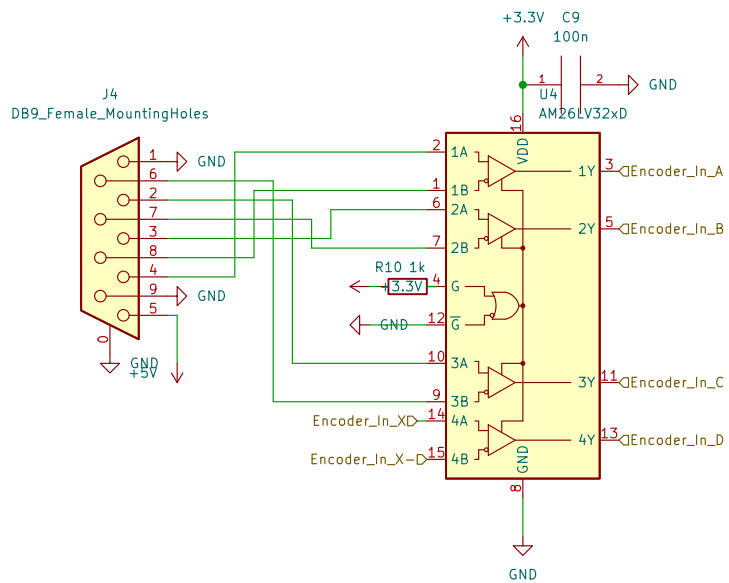 +3.3V
C9
100n
1
2
GND
J4
DB9_Female_MountingHoles
U4
AM26LV32xD
16
VDD
1
GND
6
2
7
3
8
4
9
GND
5
0
GND
+5V
2
1A
1
1B
6
2A
7
2B
R10 1k
+3.3V
4
G
GND
12
G
10
3A
9
3B
Encoder_In_X
14
4A
Encoder_In_X-
15
4B
1Y
3
Encoder_In_A
2Y
5
Encoder_In_B
3Y
11
Encoder_In_C
4Y
13
Encoder_In_D
GND
8
GND